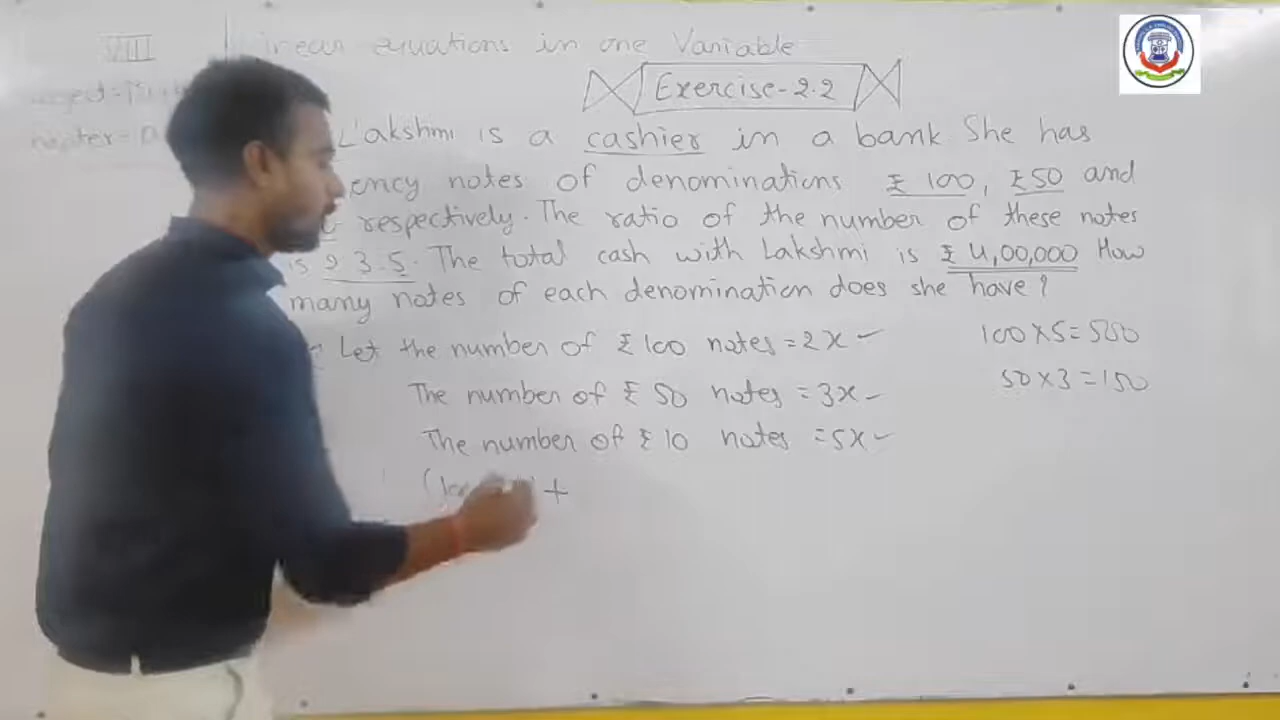 VIII
Linear equations in one Variable
Exercise-2.2
Lakshmi is a cashier in a bank She has
ency notes of denominations ₹ 100, ₹50 and
respectively. The ratio of the number of these notes
is 2 3.5. The total cash with Lakshmi is ₹ 4,00,000 How
many notes of each denomination does she have?
Let the number of ₹ 100 notes = 2x
100 x 5 = 500
The number of ₹ 50 notes = 3x
50 x 3 = 150
The number of ₹ 10 notes = 5x
+